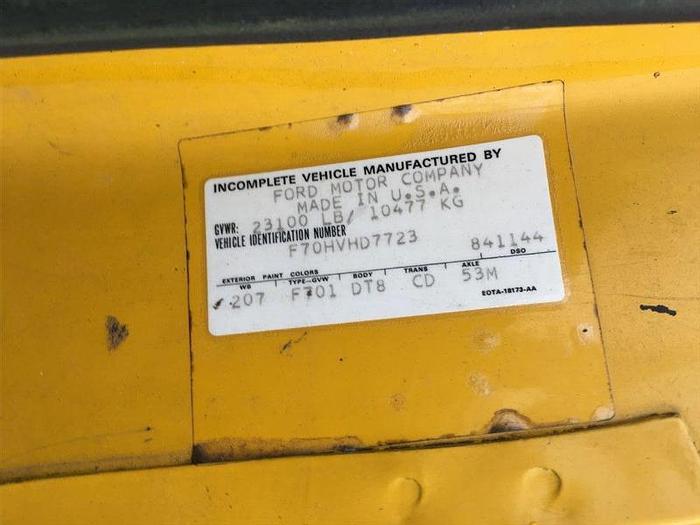 INCOMPLETE VEHICLE MANUFACTURED BY
FORD MOTOR COMPANY
MADE IN U.S.A.
GVWR: 23100 LB/ 10477 KG
VEHICLE IDENTIFICATION NUMBER
F70HVHD7723 841144
EXTERIOR PAINT COLORS DSO
WB TYPE-GVW BODY TRANS AXLE
207 F701 DT8 CD 53M
EOTA-18173-AA